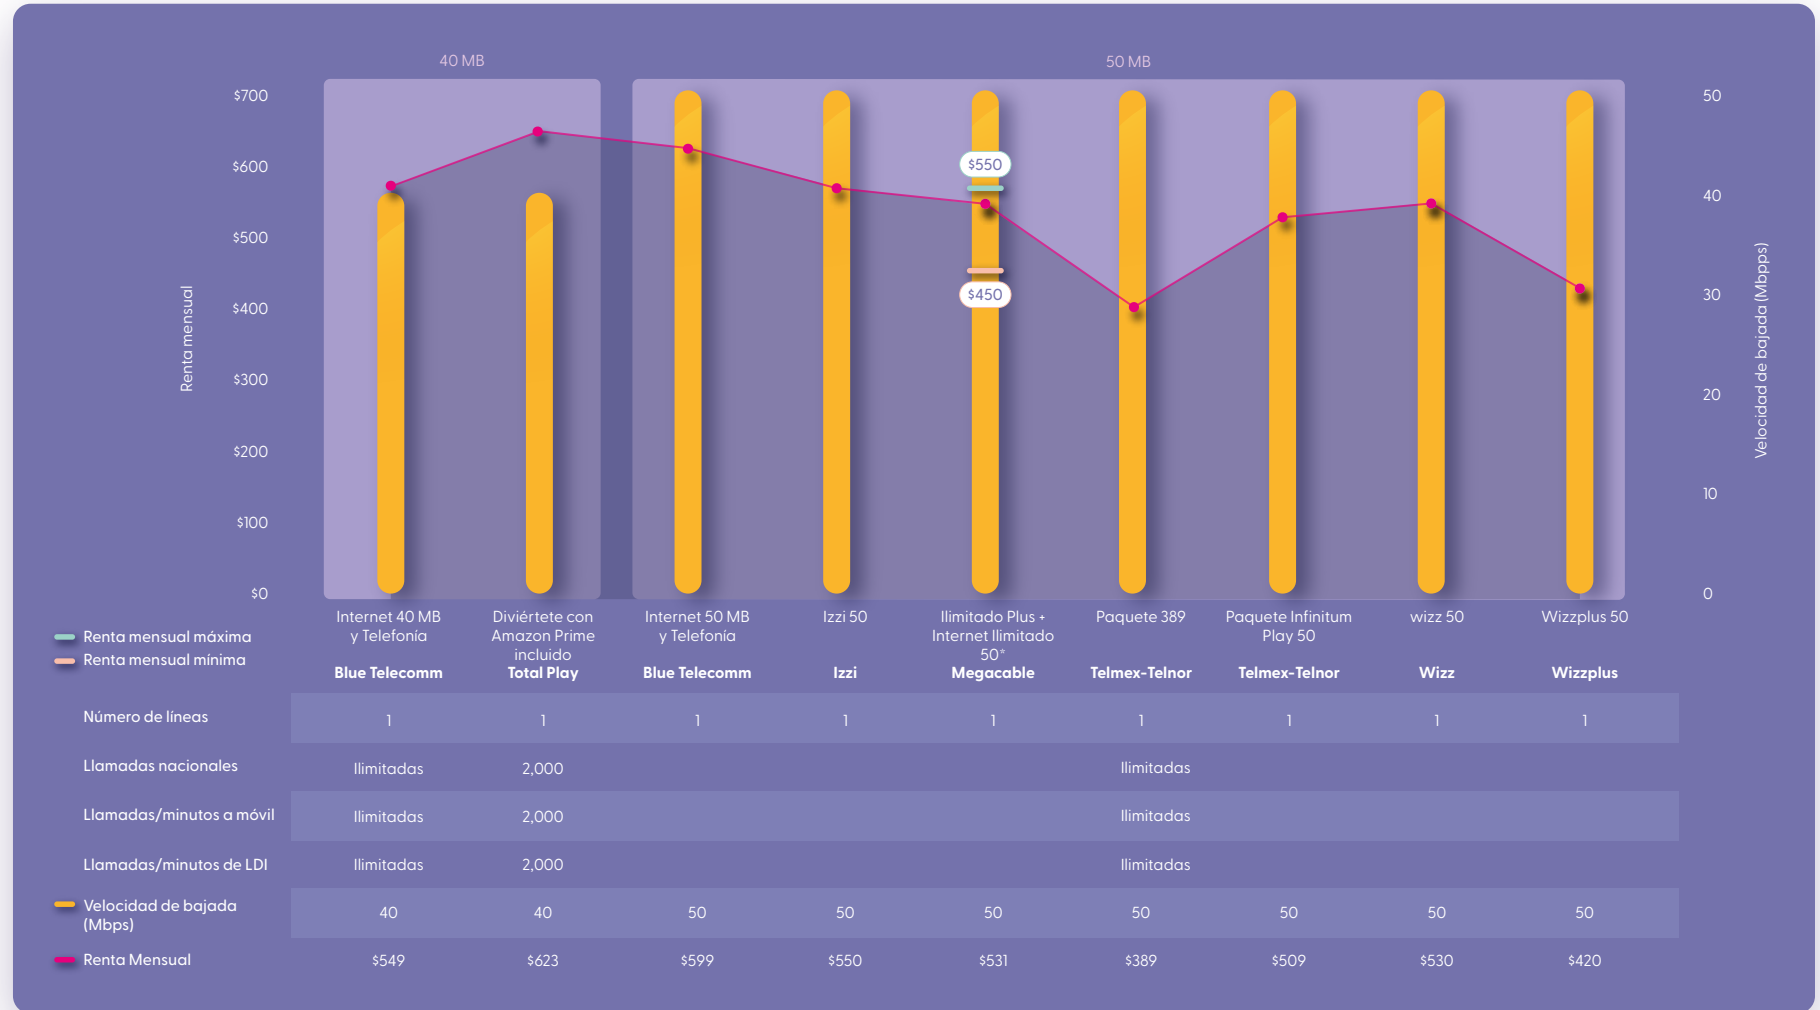 40 MB
50 MB
$700
$600
$500
$400
$300
$200
$100
$0
Renta mensual
50
40
30
20
10
0
Velocidad de bajada (Mbpps)
$550
$450
Internet 40 MB
y Telefonía
Blue Telecomm
Diviértete con
Amazon Prime
incluido
Total Play
Internet 50 MB
y Telefonía
Blue Telecomm
Izzi 50
Izzi
Ilimitado Plus +
Internet Ilimitado
50*
Megacable
Paquete 389
Telmex-Telnor
Paquete Infinitum
Play 50
Telmex-Telnor
wizz 50
Wizz
Wizzplus 50
Wizzplus
Renta mensual máxima
Renta mensual mínima
Número de líneas 1 1 1 1 1 1 1 1 1
Llamadas nacionales Ilimitadas 2,000 Ilimitadas
Llamadas/minutos a móvil Ilimitadas 2,000 Ilimitadas
Llamadas/minutos de LDI Ilimitadas 2,000 Ilimitadas
Velocidad de bajada
(Mbps)
40 40 50 50 50 50 50 50 50
Renta Mensual $549 $623 $599 $550 $531 $389 $509 $530 $420